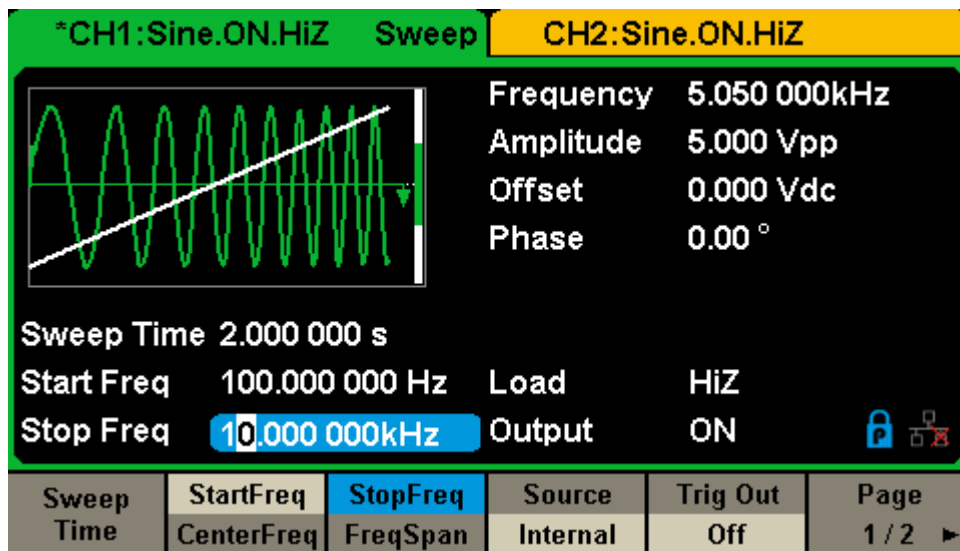 *CH1:Sine.ON.HiZ Sweep CH2:Sine.ON.HiZ
Frequency 5.050 000kHz
Amplitude 5.000 Vpp
Offset 0.000 Vdc
Phase 0.00 °
Sweep Time 2.000 000 s
Start Freq 100.000 000 Hz Load HiZ
Stop Freq 10.000 000kHz Output ON P
Sweep Time StartFreq StopFreq Source Trig Out Page
CenterFreq FreqSpan Internal Off 1/2